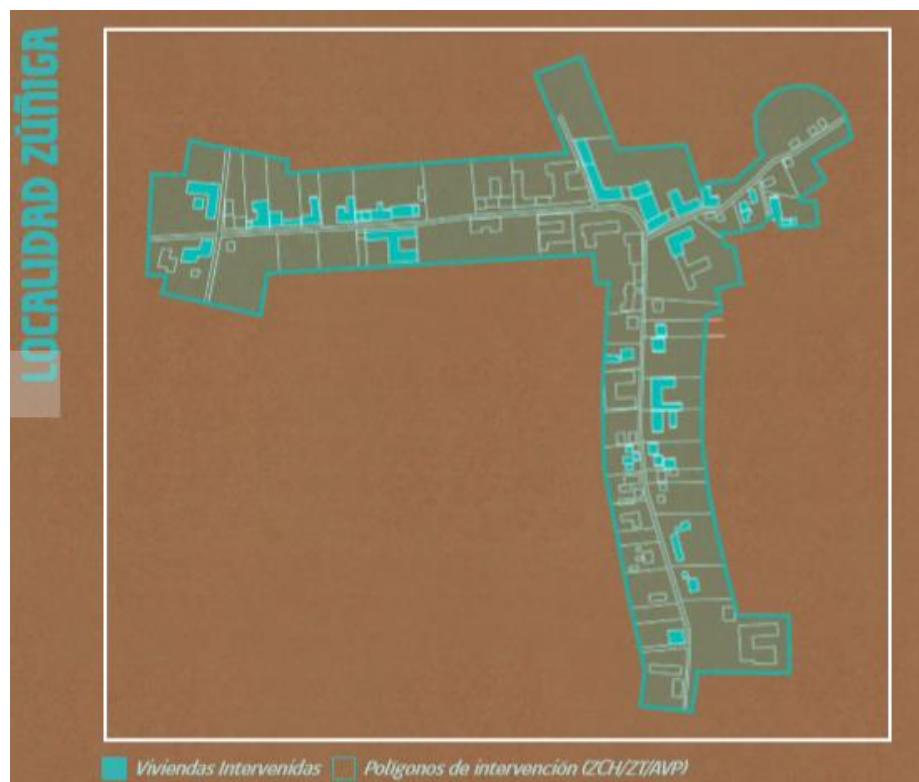 LOCALIDAD ZÚÑIGA
Viviendas Intervenidas
Polígonos de intervención (ZCH/ZT/AVP)